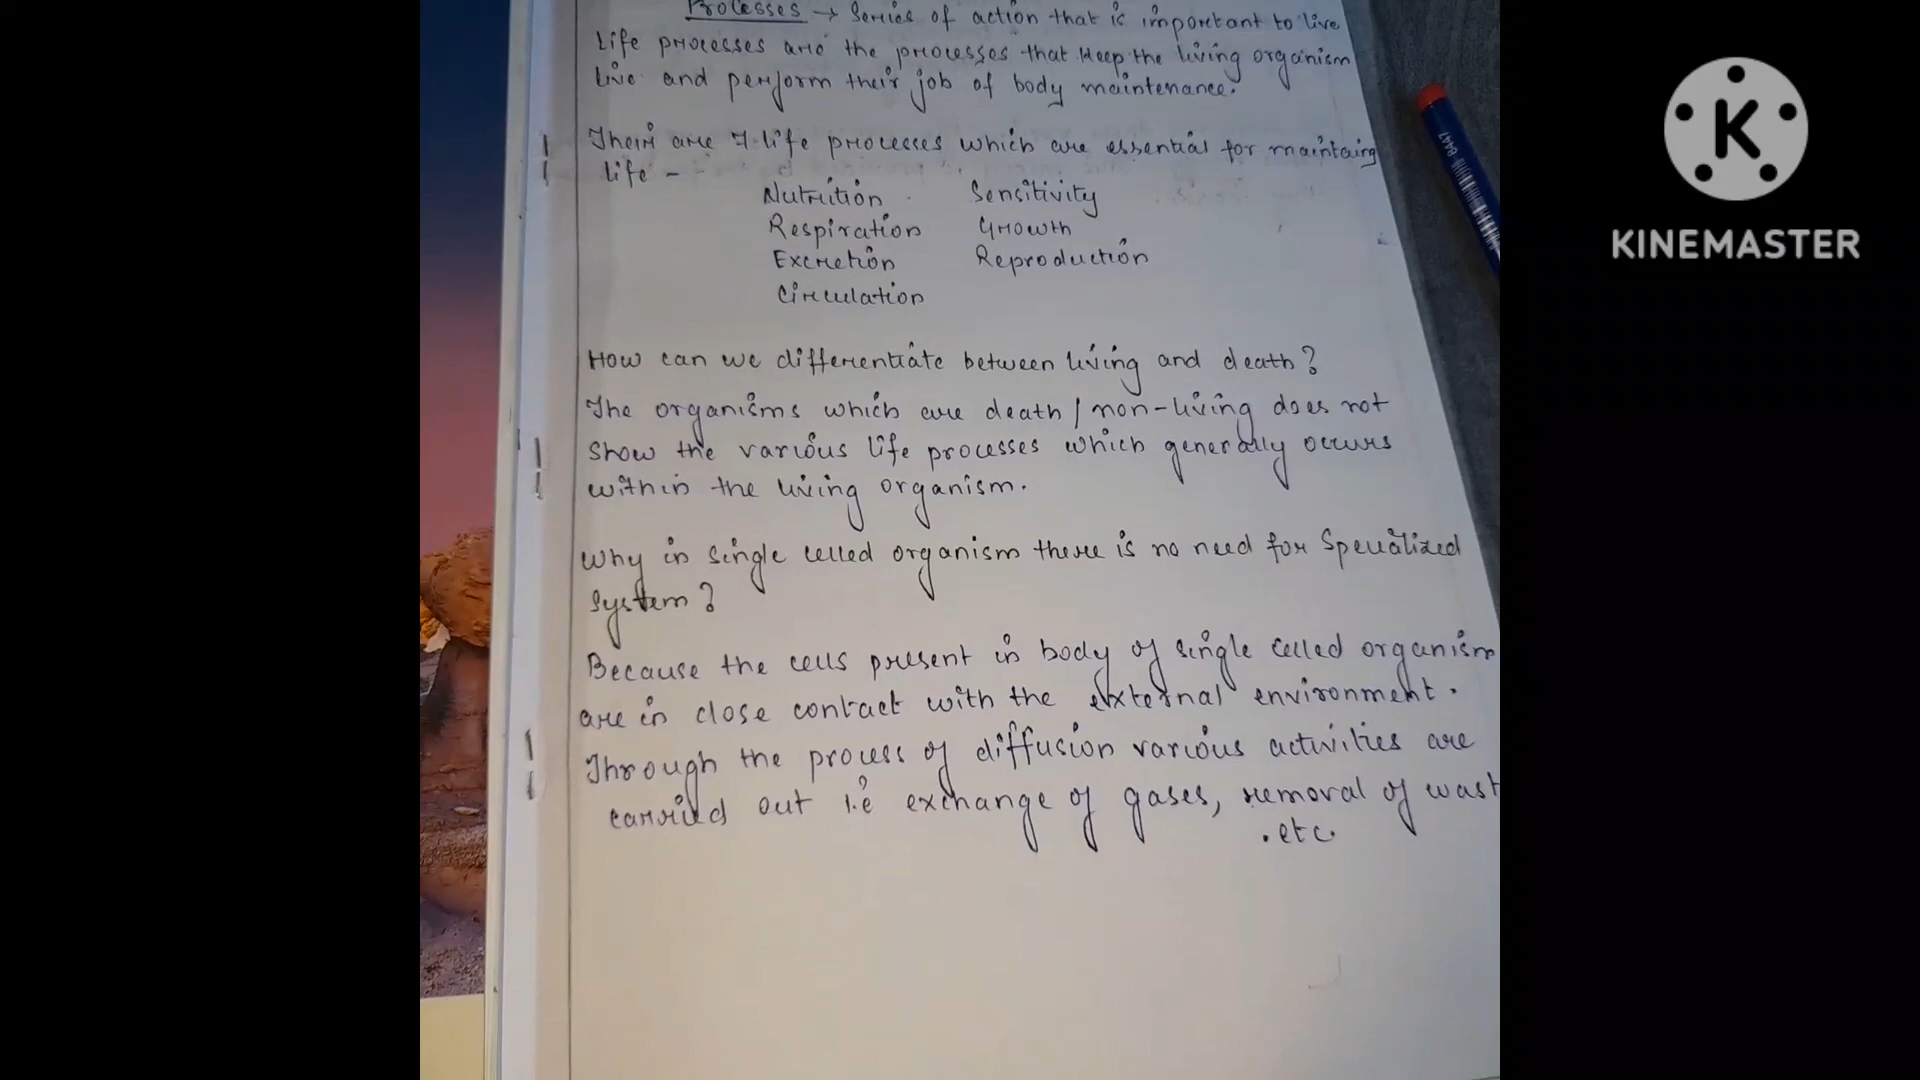 Processes → Series of action that is important to live
Life processes are the processes that keep the living organism
live and perform their job of body maintenance.
Their are 7 life processes which are essential for maintaing
life -
Nutrition Sensitivity
Respiration Growth
Excretion Reproduction
Circulation
How can we differentiate between living and death?
The organisms which are death / non-living does not
show the various life processes which generally occurs
within the living organism.
Why in single celled organism there is no need for Specialized
System?
Because the cells present in body of single celled organism
are in close contact with the external environment.
Through the process of diffusion various activities are
carried out i.e exchange of gases, removal of wast
.etc.
8447
K
KINEMASTER